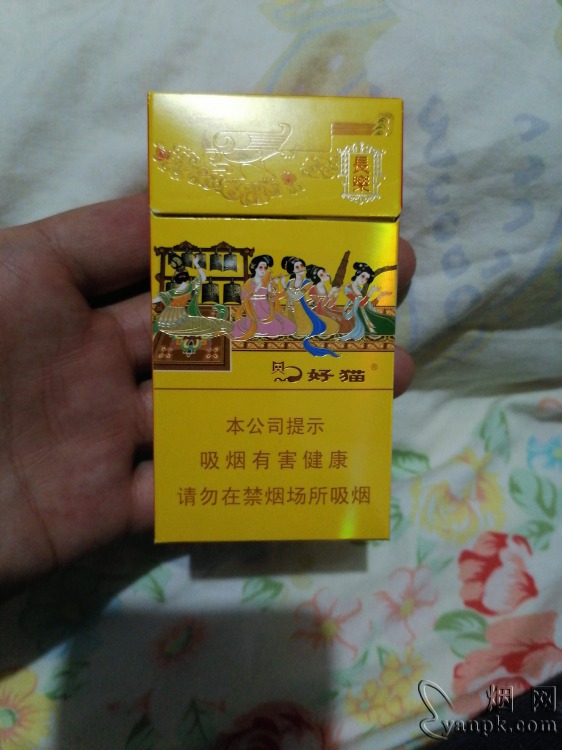 長樂
好猫®
本公司提示
吸烟有害健康
请勿在禁烟场所吸烟
烟网
yanpk.com